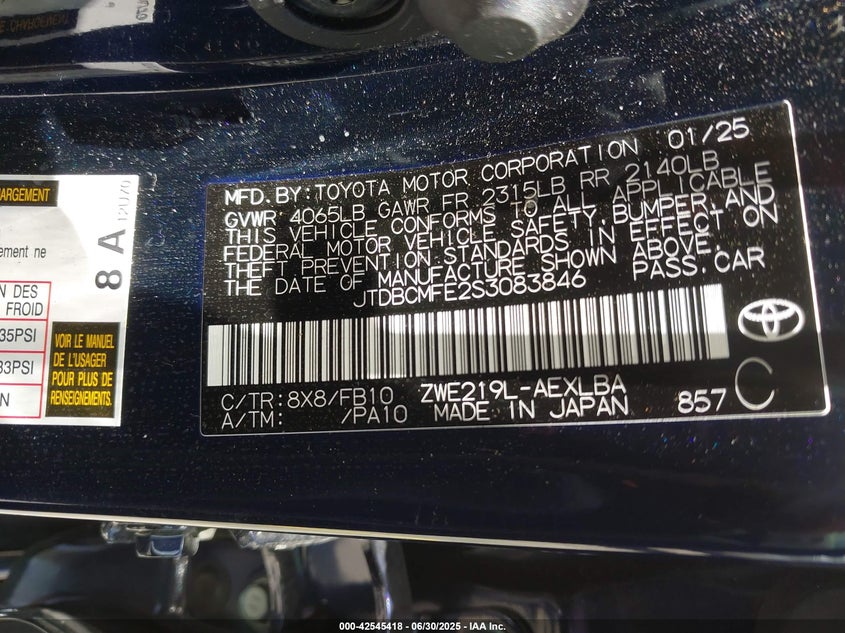 MFD. BY: TOYOTA MOTOR CORPORATION 01/25
GVWR 4065LB GAWR FR 2315LB RR 2140LB
THIS VEHICLE CONFORMS TO ALL APPLICABLE
FEDERAL MOTOR VEHICLE SAFETY, BUMPER, AND
THEFT PREVENTION STANDARDS IN EFFECT ON
THE DATE OF MANUFACTURE SHOWN ABOVE.
JTDBCMFE2S3083846 PASS. CAR
C/TR: 8X8/FB10 ZWE219L-AEXLBA
A/TM: /PA10 MADE IN JAPAN 857 C
HARGEMENT
ement ne
8 A
N DES
FROID
35PSI
33PSI
N
VOIR LE MANUEL
DE L'USAGER
POUR PLUS DE
RENSEIGNEMENTS.
000-42545418 - 06/30/2025 - IAA Inc.